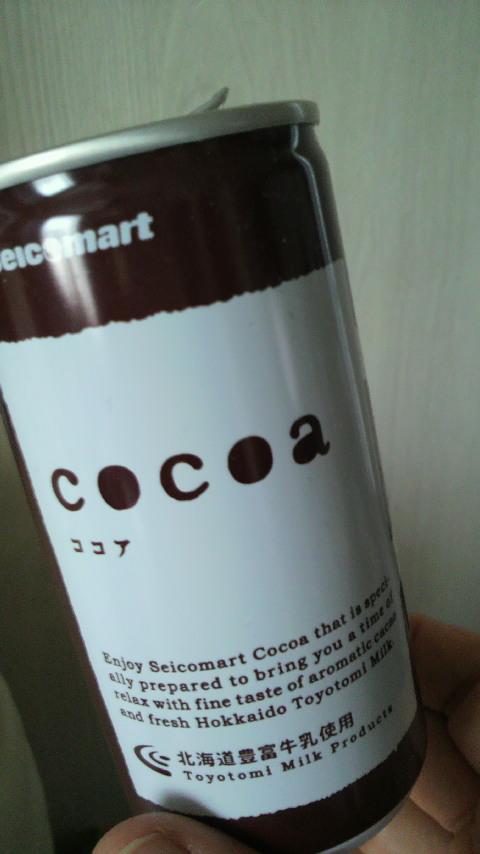 Seicomart
cocoa
ココア
Enjoy Seicomart Cocoa that is speci-
ally prepared to bring you a time of
relax with fine taste of aromatic cacao
and fresh Hokkaido Toyotomi Milk.
北海道豊富牛乳使用
Toyotomi Milk Products